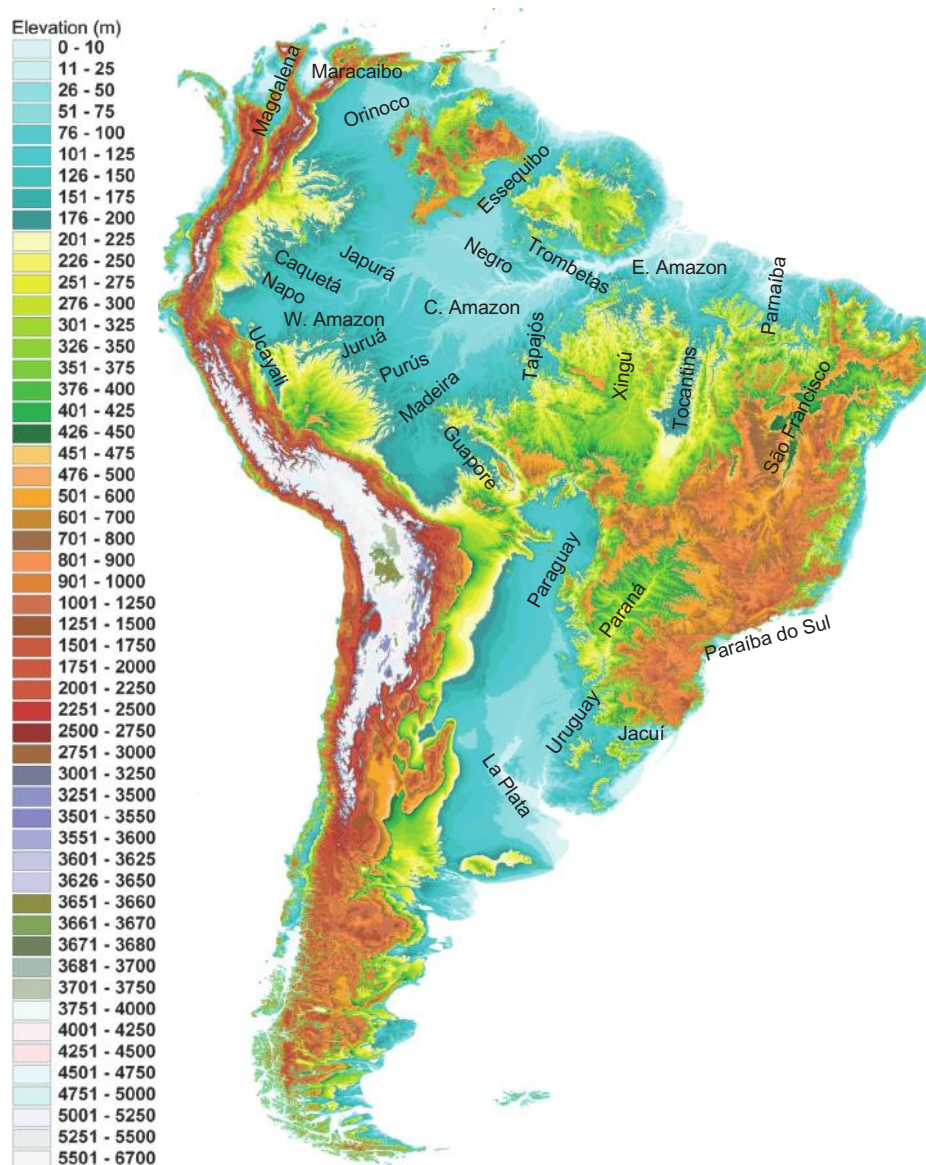 Elevation (m)
0 - 10
11 - 25
26 - 50
51 - 75
76 - 100
101 - 125
126 - 150
151 - 175
176 - 200
201 - 225
226 - 250
251 - 275
276 - 300
301 - 325
326 - 350
351 - 375
376 - 400
401 - 425
426 - 450
451 - 475
476 - 500
501 - 600
601 - 700
701 - 800
801 - 900
901 - 1000
1001 - 1250
1251 - 1500
1501 - 1750
1751 - 2000
2001 - 2250
2251 - 2500
2500 - 2750
2751 - 3000
3001 - 3250
3251 - 3500
3501 - 3550
3551 - 3600
3601 - 3625
3626 - 3650
3651 - 3660
3661 - 3670
3671 - 3680
3681 - 3700
3701 - 3750
3751 - 4000
4001 - 4250
4251 - 4500
4501 - 4750
4751 - 5000
5001 - 5250
5251 - 5500
5501 - 6700
Magdalena
Maracaibo
Orinoco
Essequibo
Negro
Trombetas
E. Amazon
Parnaíba
Japurá
Caquetá
Napo
W. Amazon
C. Amazon
Ucayali
Juruá
Purús
Madeira
Tapajós
Xingú
Tocantins
São Francisco
Guapore
Paraguay
Paraná
Paraíba do Sul
Uruguay
Jacuí
La Plata